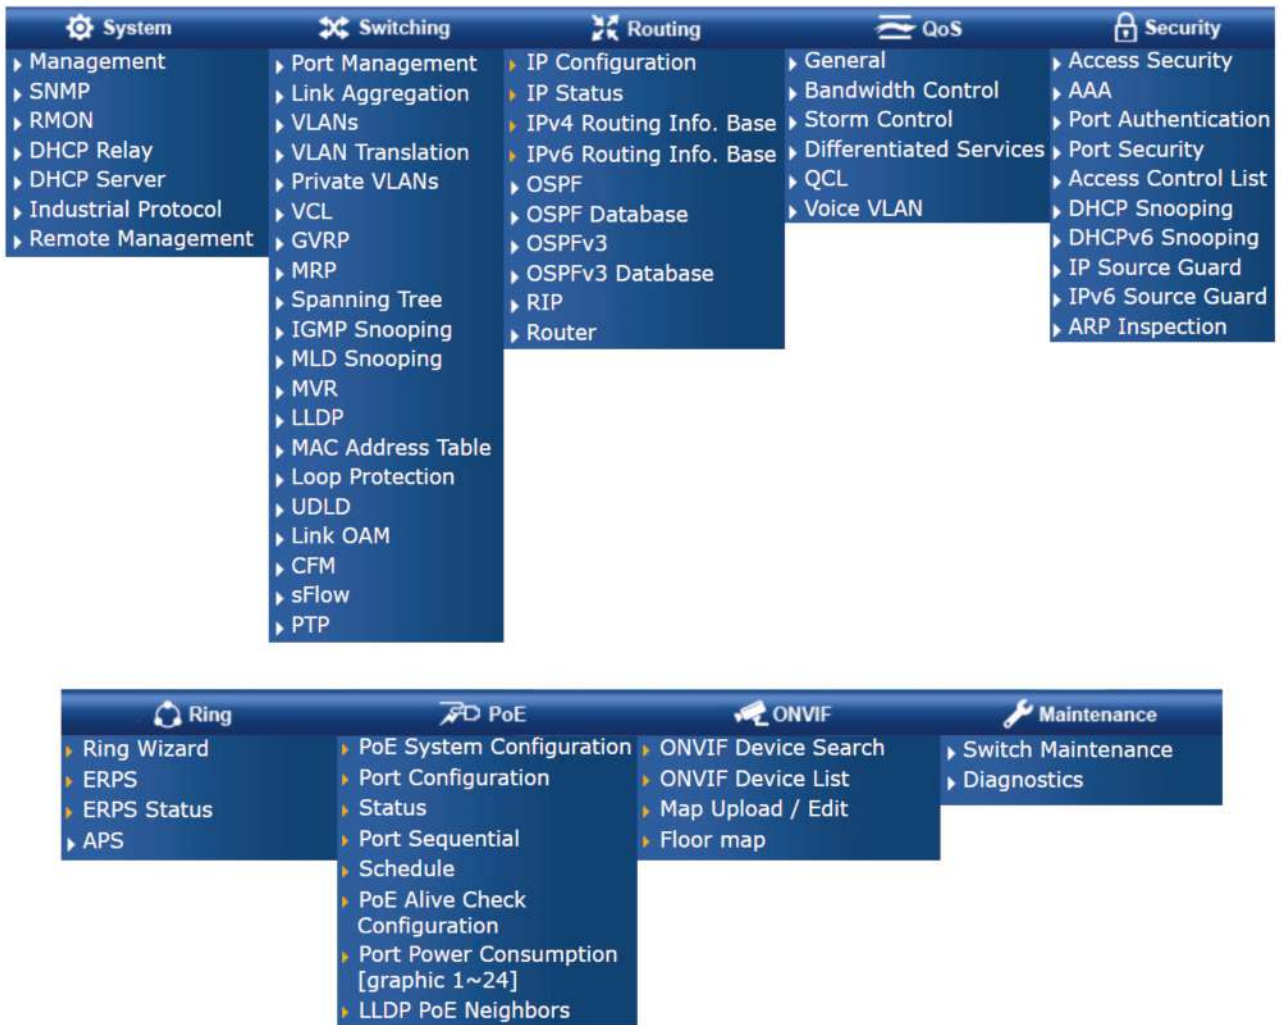 System
Management
SNMP
RMON
DHCP Relay
DHCP Server
Industrial Protocol
Remote Management
Switching
Port Management
Link Aggregation
VLANs
VLAN Translation
Private VLANs
VCL
GVRP
MRP
Spanning Tree
IGMP Snooping
MLD Snooping
MVR
LLDP
MAC Address Table
Loop Protection
UDLD
Link OAM
CFM
sFlow
PTP
Routing
IP Configuration
IP Status
IPv4 Routing Info. Base
IPv6 Routing Info. Base
OSPF
OSPF Database
OSPFv3
OSPFv3 Database
RIP
Router
QoS
General
Bandwidth Control
Storm Control
Differentiated Services
QCL
Voice VLAN
Security
Access Security
AAA
Port Authentication
Port Security
Access Control List
DHCP Snooping
DHCPv6 Snooping
IP Source Guard
IPv6 Source Guard
ARP Inspection
Ring
Ring Wizard
ERPS
ERPS Status
APS
PoE
PoE System Configuration
Port Configuration
Status
Port Sequential
Schedule
PoE Alive Check
Configuration
Port Power Consumption
[graphic 1~24]
LLDP PoE Neighbors
ONVIF
ONVIF Device Search
ONVIF Device List
Map Upload / Edit
Floor map
Maintenance
Switch Maintenance
Diagnostics